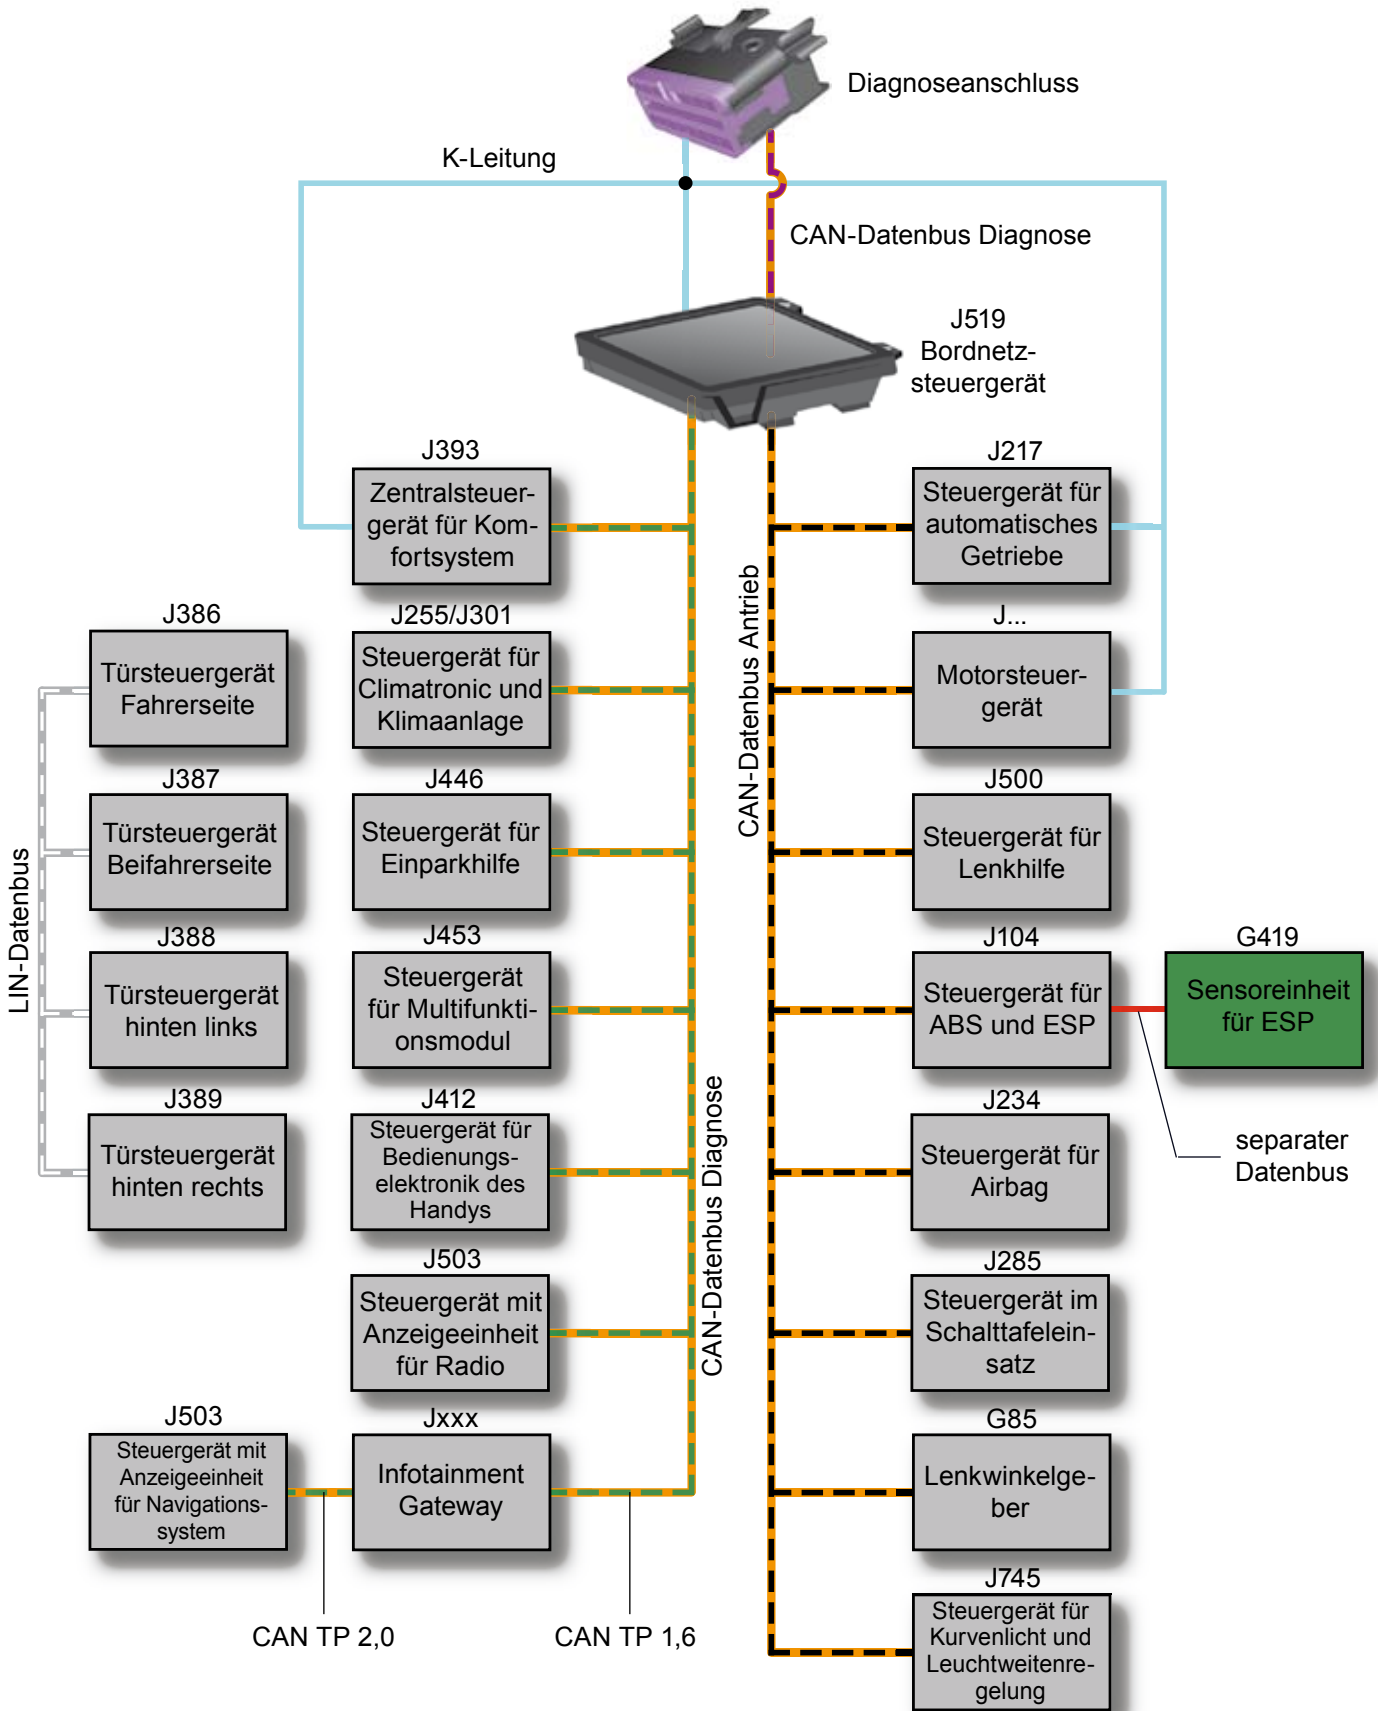 Diagnoseanschluss
K-Leitung
CAN-Datenbus Diagnose
J519
Bordnetz-
steuergerät
J393
Zentralsteuer-
gerät für Kom-
fortsystem
J217
Steuergerät für
automatisches
Getriebe
J386
Türsteuergerät
Fahrerseite
J255/J301
Steuergerät für
Climatronic und
Klimaanlage
CAN-Datenbus Antrieb
J...
Motorsteuer-
gerät
J387
Türsteuergerät
Beifahrerseite
J446
Steuergerät für
Einparkhilfe
J500
Steuergerät für
Lenkhilfe
LIN-Datenbus
J388
Türsteuergerät
hinten links
J453
Steuergerät
für Multifunkti-
onsmodul
J104
Steuergerät für
ABS und ESP
G419
Sensoreinheit
für ESP
J389
Türsteuergerät
hinten rechts
J412
Steuergerät für
Bedienungs-
elektronik des
Handys
CAN-Datenbus Diagnose
J234
Steuergerät für
Airbag
separater
Datenbus
J503
Steuergerät mit
Anzeigeeinheit
für Radio
J285
Steuergerät im
Schalttafelein-
satz
J503
Steuergerät mit
Anzeigeeinheit
für Navigations-
system
Jxxx
Infotainment
Gateway
G85
Lenkwinkelge-
ber
CAN TP 2,0
CAN TP 1,6
J745
Steuergerät für
Kurvenlicht und
Leuchtweitenre-
gelung